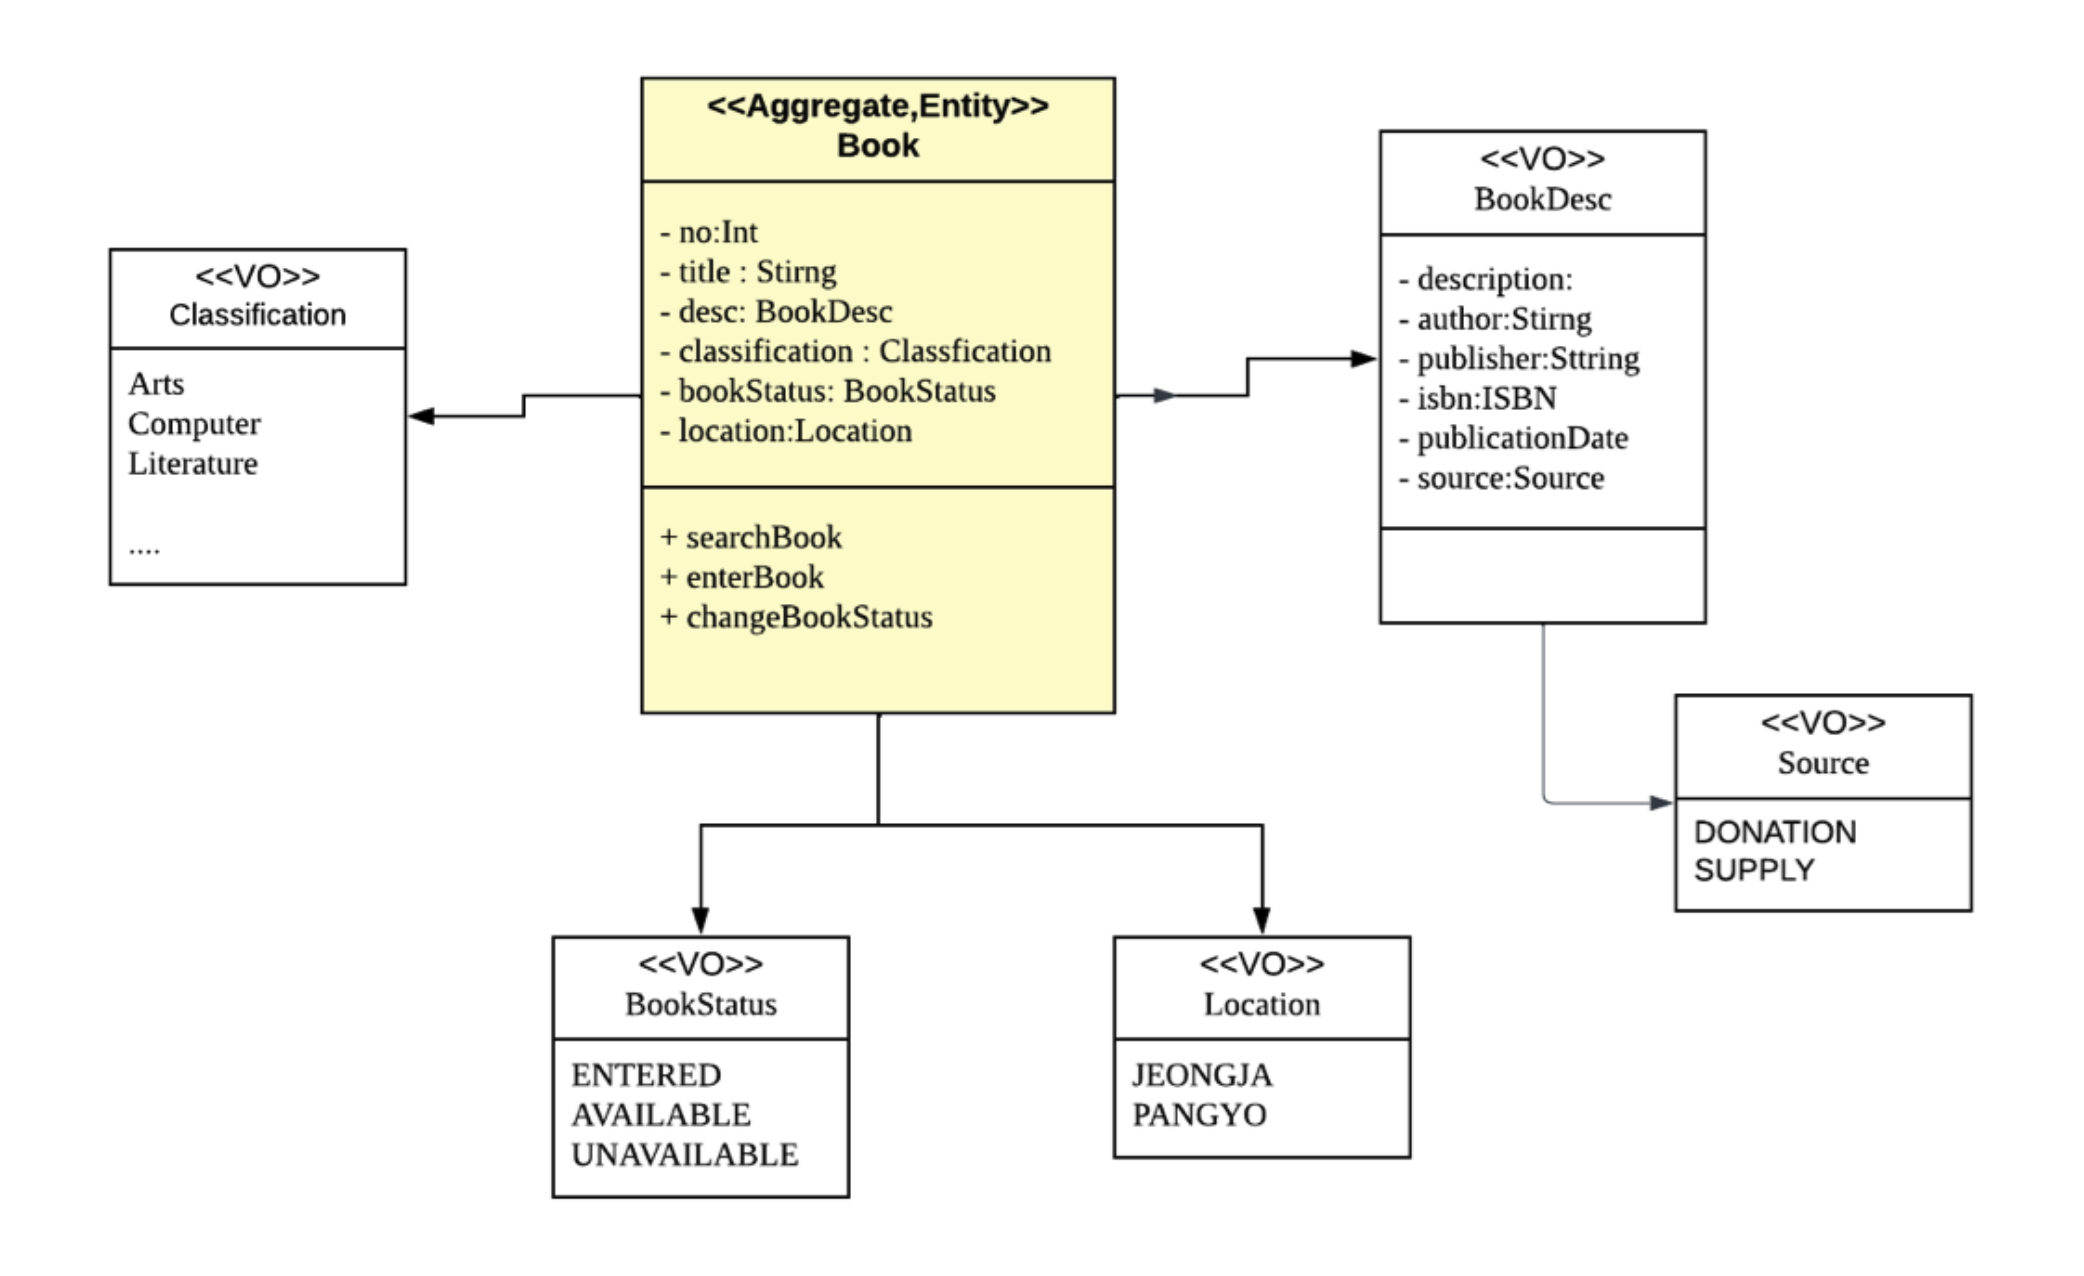 <<Aggregate,Entity>>
Book
- no:Int
- title : Stirng
- desc: BookDesc
- classification : Classfication
- bookStatus: BookStatus
- location:Location
+ searchBook
+ enterBook
+ changeBookStatus
<<VO>>
BookDesc
- description:
- author:Stirng
- publisher:Sttring
- isbn:ISBN
- publicationDate
- source:Source
<<VO>>
Classification
Arts
Computer
Literature
....
<<VO>>
Source
DONATION
SUPPLY
<<VO>>
BookStatus
ENTERED
AVAILABLE
UNAVAILABLE
<<VO>>
Location
JEONGJA
PANGYO